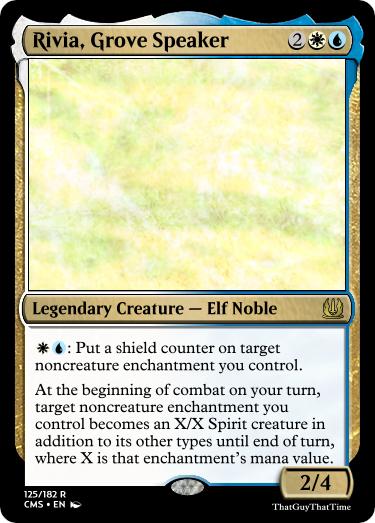 Rivia, Grove Speaker 2
Legendary Creature — Elf Noble
: Put a shield counter on target
noncreature enchantment you control.
At the beginning of combat on your turn,
target noncreature enchantment you
control becomes an X/X Spirit creature in
addition to its other types until end of turn,
where X is that enchantment's mana value.
2/4
125/182 R
CMS • EN
ThatGuyThatTime